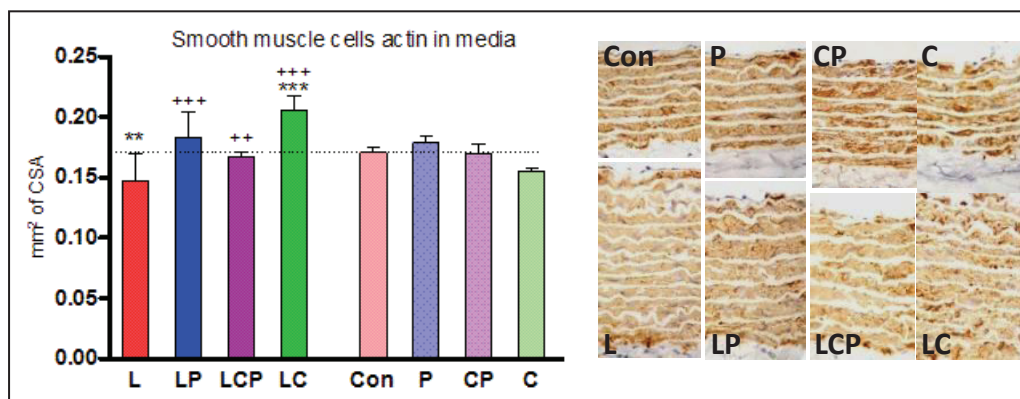 Smooth muscle cells actin in media
mm² of CSA
0.25
0.20
0.15
0.10
0.05
0.00
**
+++
++
+++
***
L LP LCP LC Con P CP C
Con P CP C
L LP LCP LC